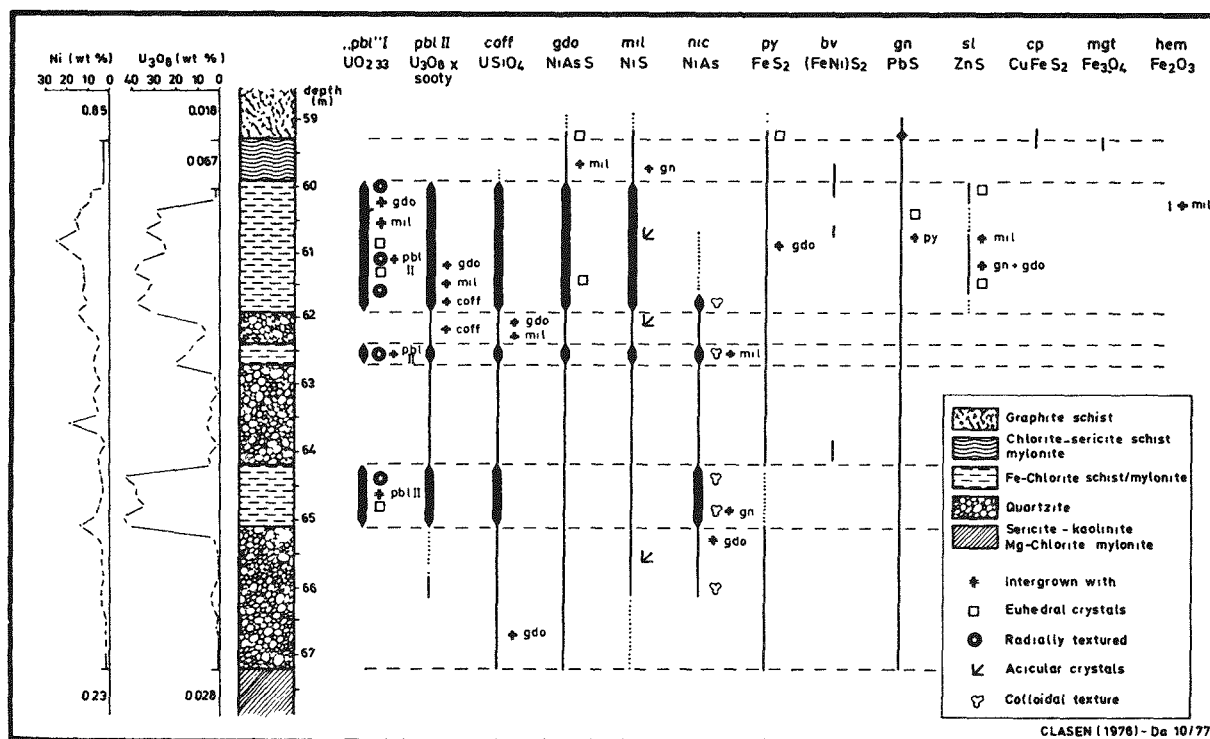 „pbl"I pbl II coff gdo mil nic py bv gn sl cp mgt hem
Ni (wt %) U3O8 (wt %) UO2.33 U3O8 x USiO4 NiAsS NiS NiAs FeS2 (FeNi)S2 PbS ZnS CuFeS2 Fe3O4 Fe2O3
sooty
30 20 10 0 40 30 20 10 0 depth
(m)
0.85 0.018
59
mil
0.067 gn
60
gdo mil
mil
py mil
61 gdo
pbl II gdo gn+gdo
mil
coff
62 gdo
coff mil
pbl II mil
63
64
pbl II
65 gn
gdo
66
gdo
67
0.23 0.028
Graphite schist
Chlorite-sericite schist
mylonite
Fe-Chlorite schist/mylonite
Quartzite
Sericite - kaolinite
Mg-Chlorite mylonite
Intergrown with
Euhedral crystals
Radially textured
Acicular crystals
Colloidal texture
CLASEN (1976) - Da 10/77